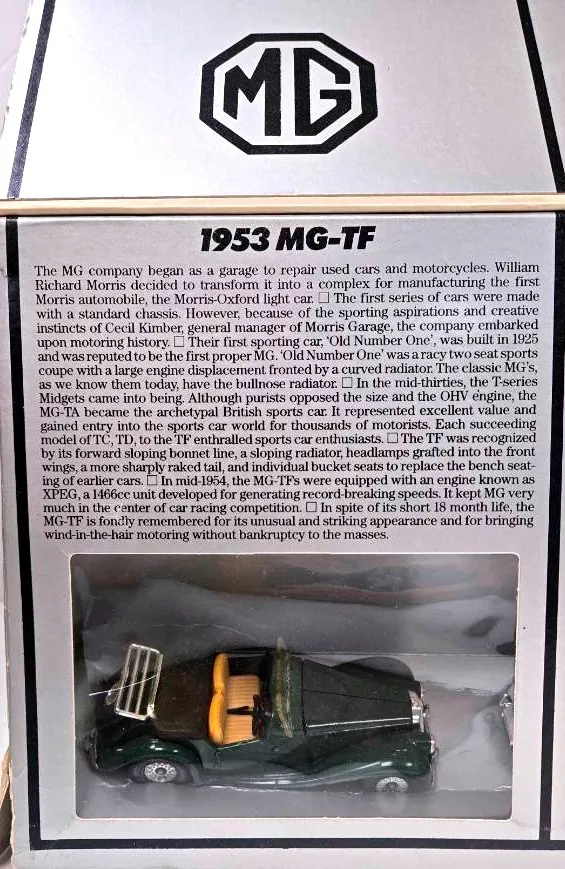 MG
1953 MG-TF
The MG company began as a garage to repair used cars and motorcycles. William
Richard Morris decided to transform it into a complex for manufacturing the first
Morris automobile, the Morris-Oxford light car. □ The first series of cars were made
with a standard chassis. However, because of the sporting aspirations and creative
instincts of Cecil Kimber, general manager of Morris Garage, the company embarked
upon motoring history. □ Their first sporting car, 'Old Number One', was built in 1925
and was reputed to be the first proper MG. 'Old Number One' was a racy two seat sports
coupe with a large engine displacement fronted by a curved radiator. The classic MG's,
as we know them today, have the bullnose radiator. □ In the mid-thirties, the T-series
Midgets came into being. Although purists opposed the size and the OHV engine, the
MG-TA became the archetypal British sports car. It represented excellent value and
gained entry into the sports car world for thousands of motorists. Each succeeding
model of TC, TD, to the TF enthralled sports car enthusiasts. □ The TF was recognized
by its forward sloping bonnet line, a sloping radiator, headlamps grafted into the front
wings, a more sharply raked tail, and individual bucket seats to replace the bench seat-
ing of earlier cars. □ In mid-1954, the MG-TFs were equipped with an engine known as
XPEG, a 1466cc unit developed for generating record-breaking speeds. It kept MG very
much in the center of car racing competition. □ In spite of its short 18 month life, the
MG-TF is fondly remembered for its unusual and striking appearance and for bringing
wind-in-the-hair motoring without bankruptcy to the masses.